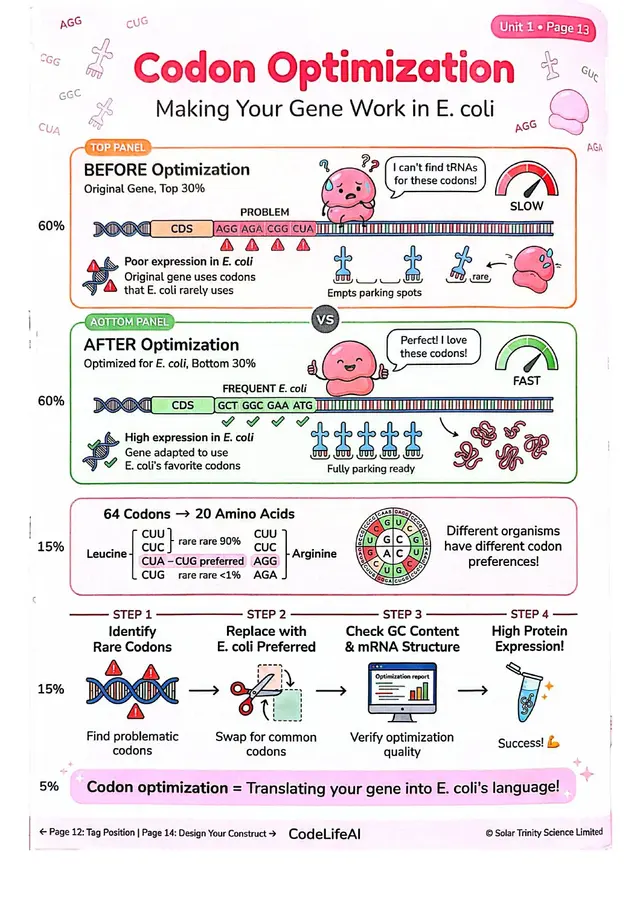 AGG
CUG
Unit 1 • Page 13
CGG
GGC
CUA
GUC
AGG
AGA
Codon Optimization
Making Your Gene Work in E. coli
TOP PANEL
BEFORE Optimization
Original Gene, Top 30%
I can't find tRNAs
for these codons!
? ? ?
SLOW
60%
PROBLEM
CDS
AGG AGA CGG CUA
Poor expression in E. coli
Original gene uses codons
that E. coli rarely uses
Empts parking spots
rare
VS
AOTTOM PANEL
AFTER Optimization
Optimized for E. coli, Bottom 30%
Perfect! I love
these codons!
FAST
60%
FREQUENT E. coli
CDS
GCT GGC GAA ATG
High expression in E. coli
Gene adapted to use
E. coli's favorite codons
Fully parking ready
15%
64 Codons → 20 Amino Acids
Leucine
CUU
CUC
rare rare 90%
CUA – CUG preferred
CUG rare rare <1%
CUU
CUC
AGG
AGA
Arginine
G C
A C
Different organisms
have different codon
preferences!
15%
STEP 1
Identify
Rare Codons
Find problematic
codons
STEP 2
Replace with
E. coli Preferred
Swap for common
codons
STEP 3
Check GC Content
& mRNA Structure
Optimization report
Verify optimization
quality
STEP 4
High Protein
Expression!
Success! 💪
5%
Codon optimization = Translating your gene into E. coli's language!
← Page 12: Tag Position | Page 14: Design Your Construct →
CodeLifeAI
© Solar Trinity Science Limited